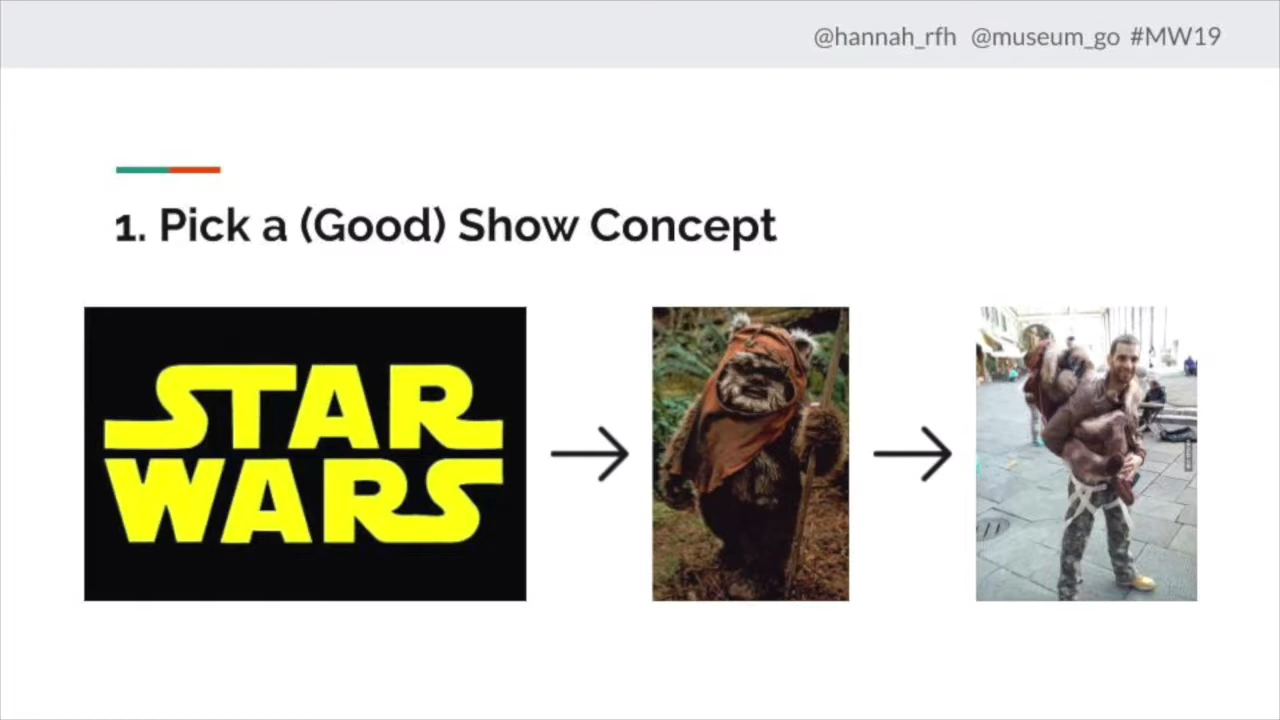 @hannah_rfh @museum_go #MW19
1. Pick a (Good) Show Concept
STAR
WARS